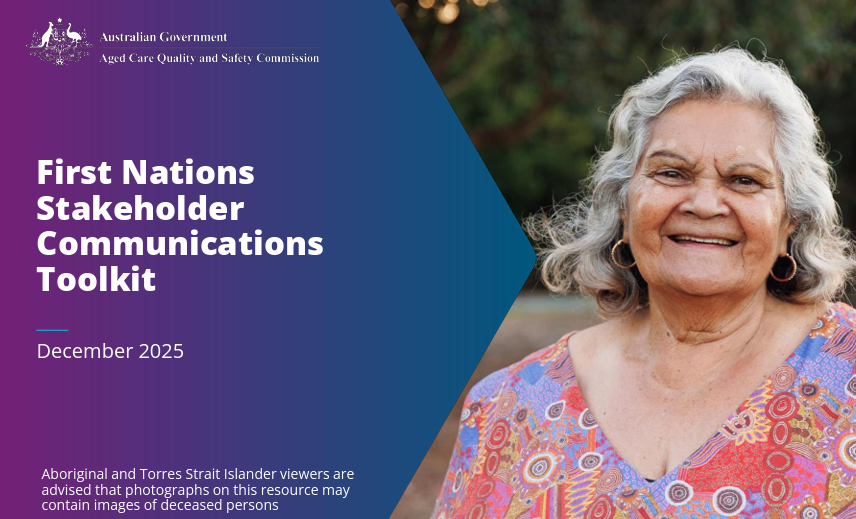 Australian Government
Aged Care Quality and Safety Commission
First Nations
Stakeholder
Communications
Toolkit
December 2025
Aboriginal and Torres Strait Islander viewers are
advised that photographs on this resource may
contain images of deceased persons